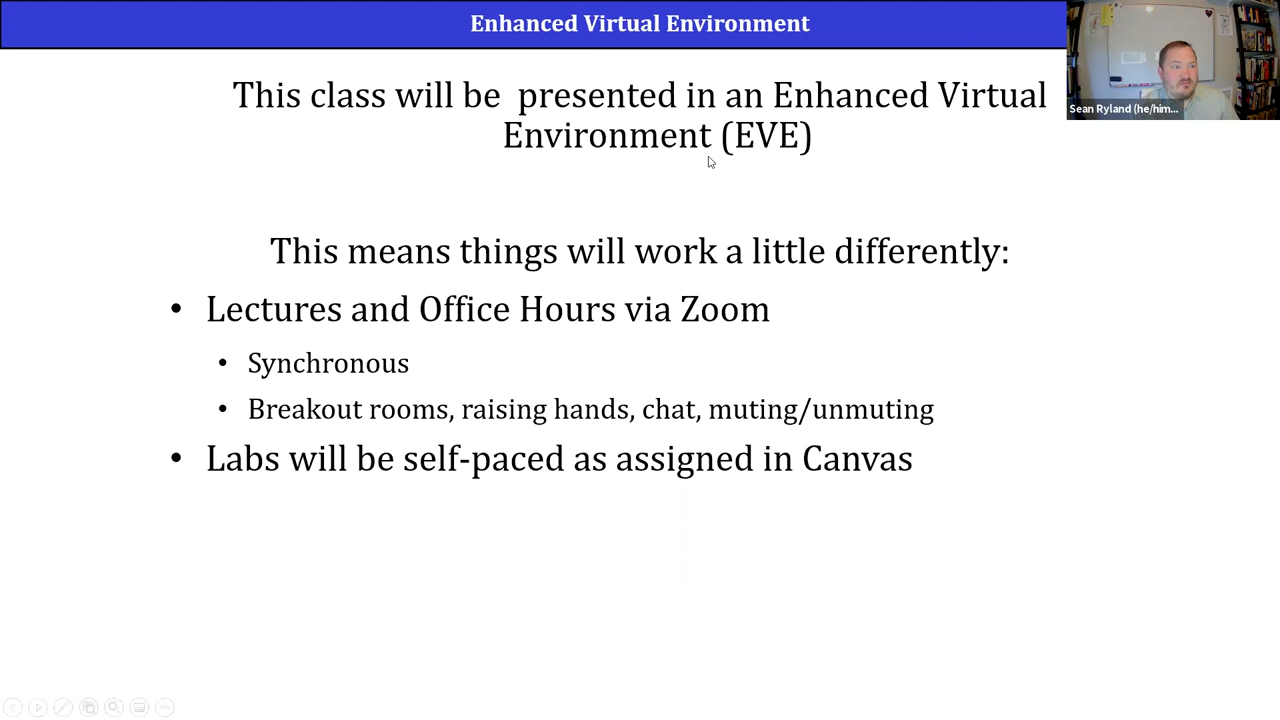 Enhanced Virtual Environment
Sean Ryland (he/him...
This class will be  presented in an Enhanced Virtual
Environment (EVE)
This means things will work a little differently:
• Lectures and Office Hours via Zoom
• Synchronous
• Breakout rooms, raising hands, chat, muting/unmuting
• Labs will be self-paced as assigned in Canvas